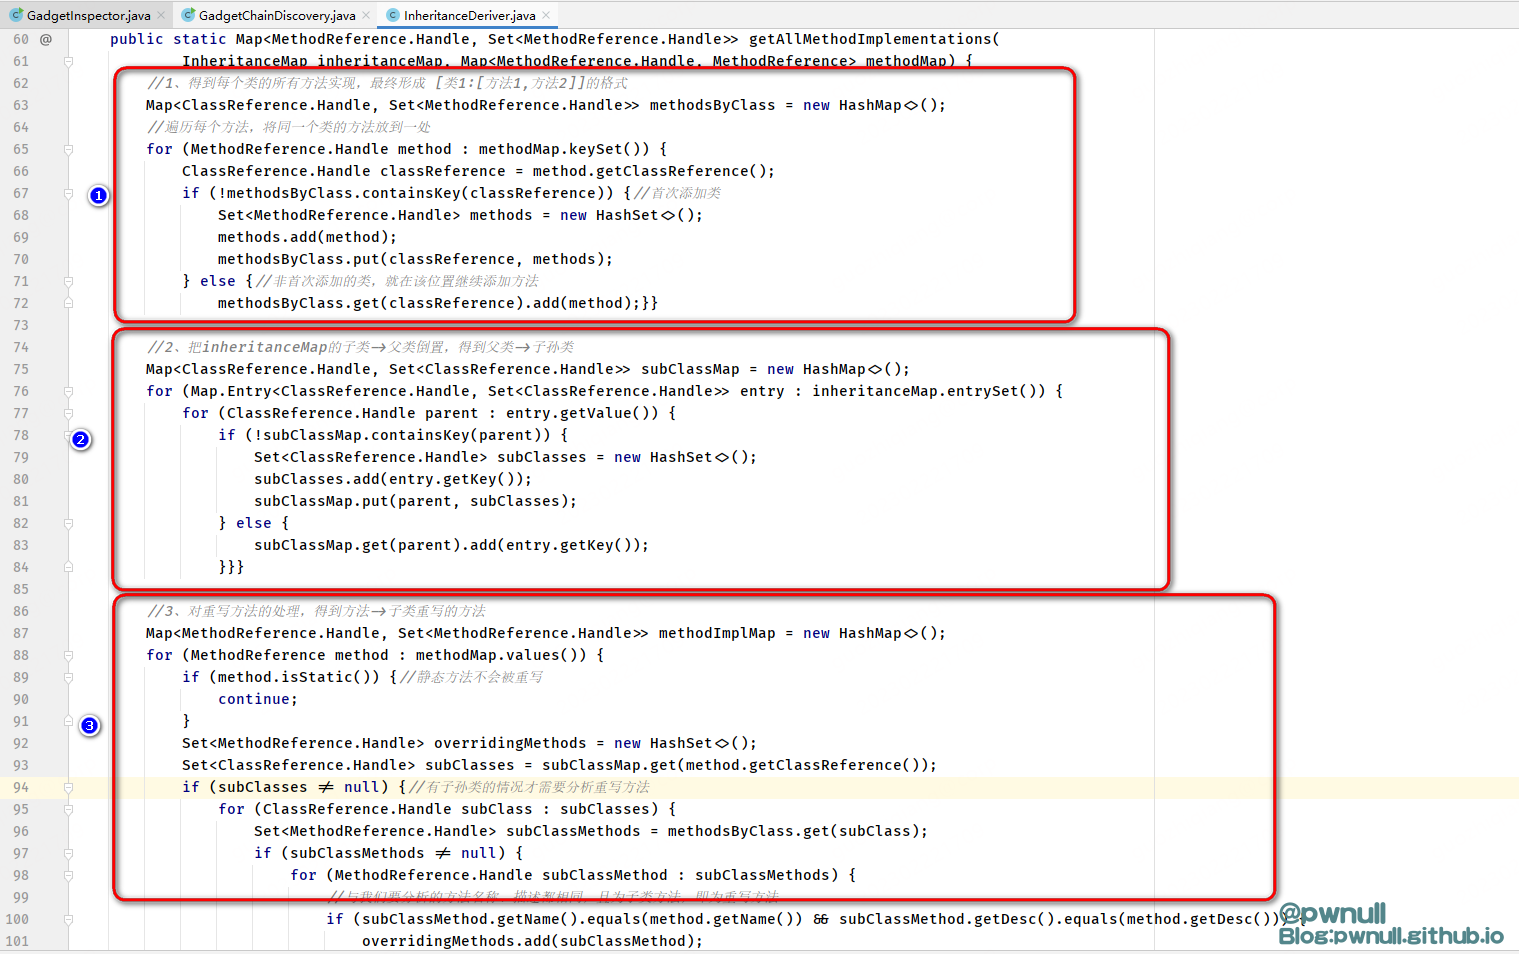 GadgetInspector.java × GadgetChainDiscovery.java × InheritanceDeriver.java ×
60 @ public static Map<MethodReference.Handle, Set<MethodReference.Handle>> getAllMethodImplementations(
61 InheritanceMap inheritanceMap, Map<MethodReference.Handle, MethodReference> methodMap) {
62 //1、得到每个类的所有方法实现，最终形成 [类1:[方法1,方法2]]的格式
63 Map<ClassReference.Handle, Set<MethodReference.Handle>> methodsByClass = new HashMap<>();
64 //遍历每个方法，将同一个类的方法放到一处
65 for (MethodReference.Handle method : methodMap.keySet()) {
66 ClassReference.Handle classReference = method.getClassReference();
67 1 if (!methodsByClass.containsKey(classReference)) {//首次添加类
68 Set<MethodReference.Handle> methods = new HashSet<>();
69 methods.add(method);
70 methodsByClass.put(classReference, methods);
71 } else {//非首次添加的类，就在该位置继续添加方法
72 methodsByClass.get(classReference).add(method);}}
73
74 //2、把inheritanceMap的子类->父类倒置，得到父类->子孙类
75 Map<ClassReference.Handle, Set<ClassReference.Handle>> subClassMap = new HashMap<>();
76 for (Map.Entry<ClassReference.Handle, Set<ClassReference.Handle>> entry : inheritanceMap.entrySet()) {
77 for (ClassReference.Handle parent : entry.getValue()) {
78 2 if (!subClassMap.containsKey(parent)) {
79 Set<ClassReference.Handle> subClasses = new HashSet<>();
80 subClasses.add(entry.getKey());
81 subClassMap.put(parent, subClasses);
82 } else {
83 subClassMap.get(parent).add(entry.getKey());
84 }}}
85
86 //3、对重写方法的处理，得到方法->子类重写的方法
87 Map<MethodReference.Handle, Set<MethodReference.Handle>> methodImplMap = new HashMap<>();
88 for (MethodReference method : methodMap.values()) {
89 if (method.isStatic()) {//静态方法不会被重写
90 continue;
91 3 }
92 Set<MethodReference.Handle> overridingMethods = new HashSet<>();
93 Set<ClassReference.Handle> subClasses = subClassMap.get(method.getClassReference());
94 if (subClasses != null) {//有子孙类的情况才需要分析重写方法
95 for (ClassReference.Handle subClass : subClasses) {
96 Set<MethodReference.Handle> subClassMethods = methodsByClass.get(subClass);
97 if (subClassMethods != null) {
98 for (MethodReference.Handle subClassMethod : subClassMethods) {
99 //与我们要分析的方法名称、描述都相同，且为子类方法，即为重写方法
100 if (subClassMethod.getName().equals(method.getName()) && subClassMethod.getDesc().equals(method.getDesc())
101 overridingMethods.add(subClassMethod);
@pwnull
Blog:pwnull.github.io